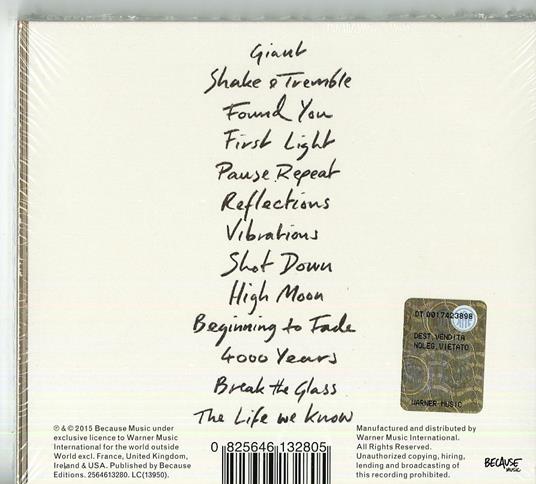 Giant
Shake & Tremble
Found You
First Light
Pause Repeat
Reflections
Vibrations
Shot Down
High Moon
Beginning to Fade
4000 Years
Break the Glass
The Life we Know
DT 0017423898
DEST.VENDITA
NOLEG.VIETATO
WARNER MUSIC
℗ & © 2015 Because Music under
exclusive licence to Warner Music
International for the world outside
World excl. France, United Kingdom,
Ireland & USA. Published by Because
Editions. 2564613280. LC(13950).
0 825646 132805
Manufactured and distributed by
Warner Music International.
All Rights Reserved.
Unauthorized copying, hiring,
lending and broadcasting of
this recording prohibited.
BECAUSE
MUSIC